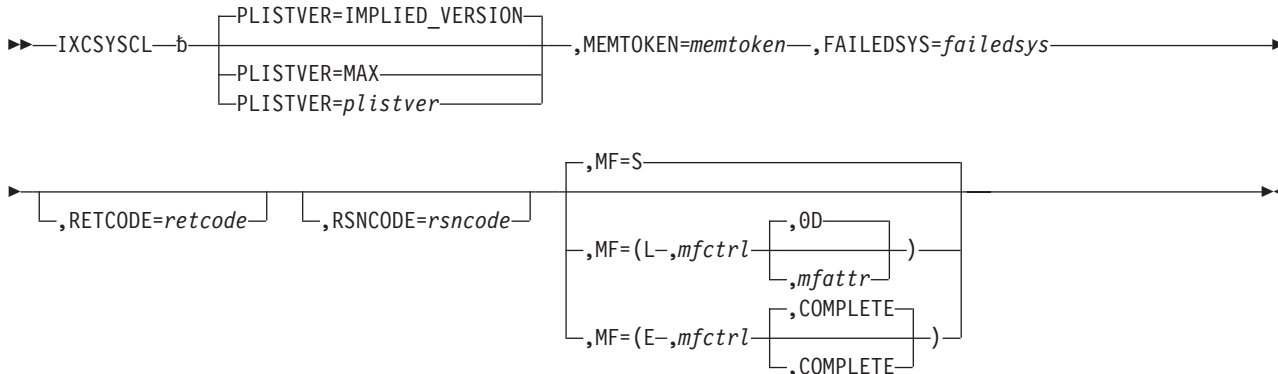 PLISTVER=IMPLIED_VERSION
IXCSYSCL ␢ ,MEMTOKEN=memtoken ,FAILEDSYS=failedsys
PLISTVER=MAX
PLISTVER=plistver
,MF=S
,RETCODE=retcode ,RSNCODE=rsncode
,0D
,MF=(L ,mfctrl )
,mfattr
,COMPLETE
,MF=(E ,mfctrl )
,COMPLETE